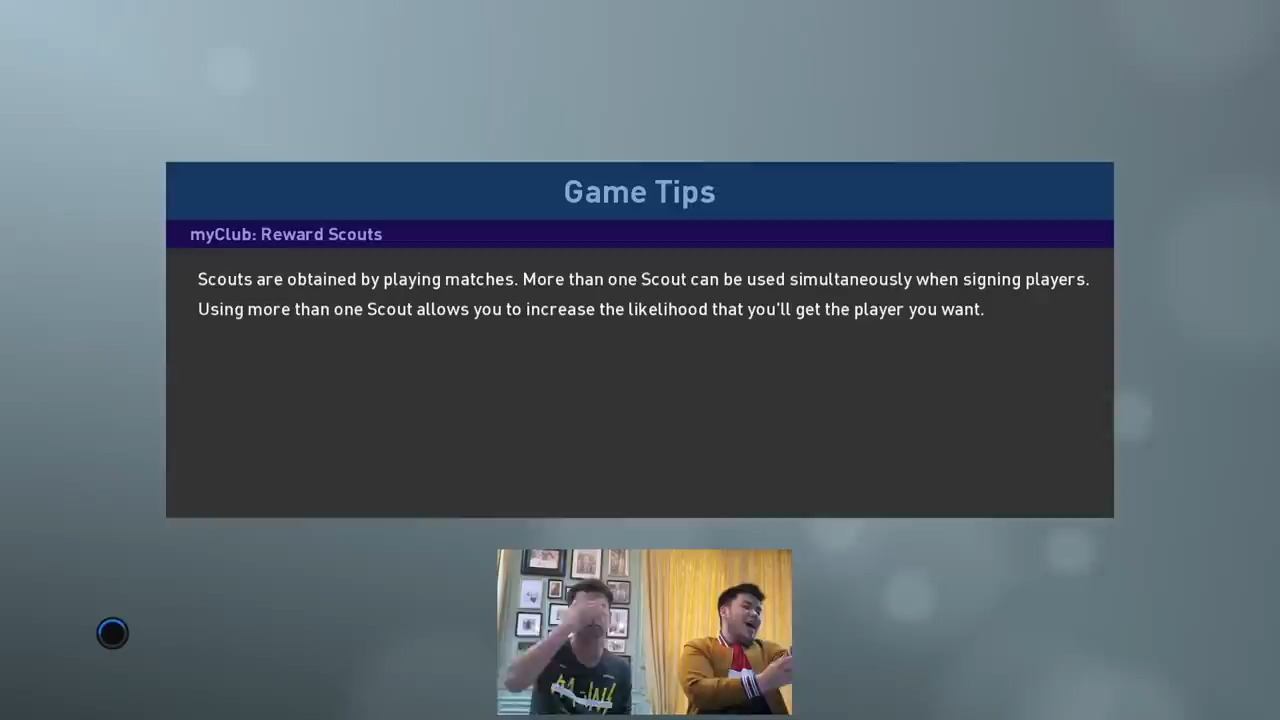 Game Tips
myClub: Reward Scouts
Scouts are obtained by playing matches. More than one Scout can be used simultaneously when signing players.
Using more than one Scout allows you to increase the likelihood that you'll get the player you want.